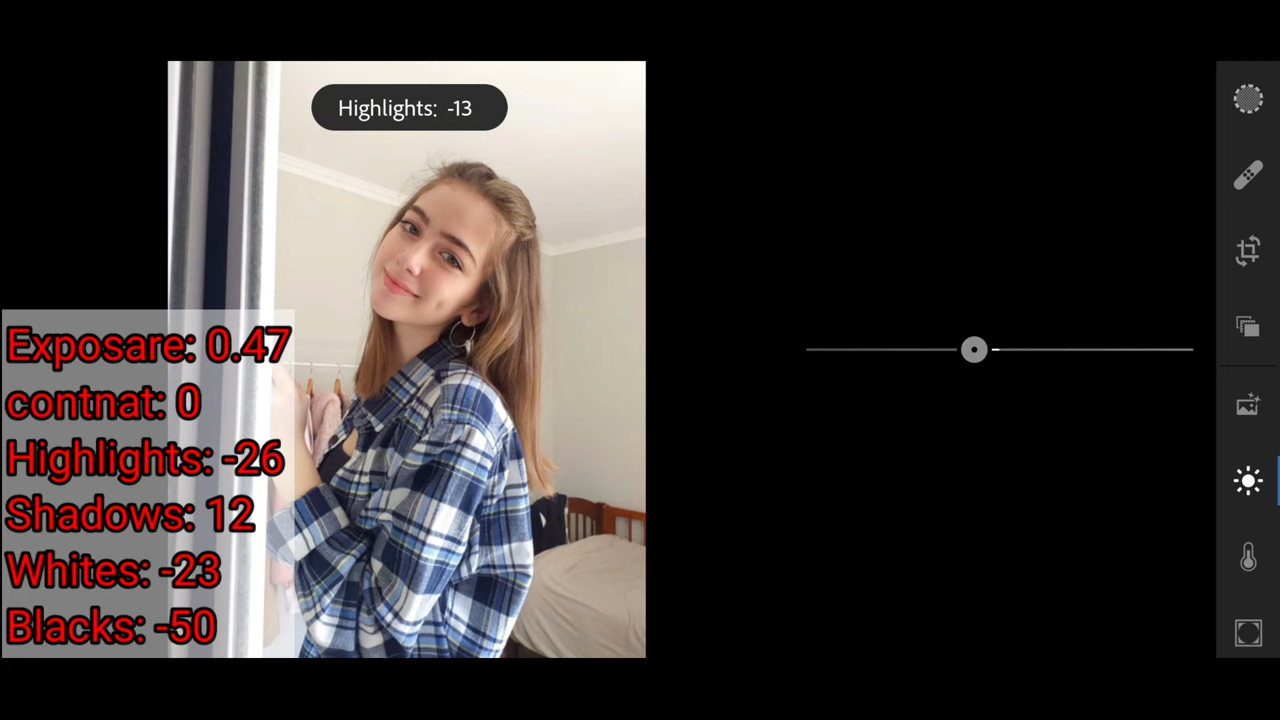 Highlights: -13
Exposare: 0.47
contnat: 0
Highlights: -26
Shadows: 12
Whites: -23
Blacks: -50